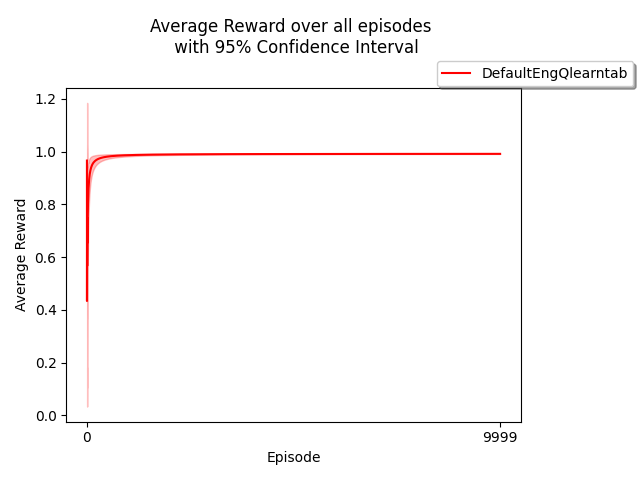 Average Reward over all episodes
with 95% Confidence Interval
DefaultEngQlearntab
1.2
1.0
0.8
0.6
0.4
0.2
0.0
Average Reward
0
9999
Episode